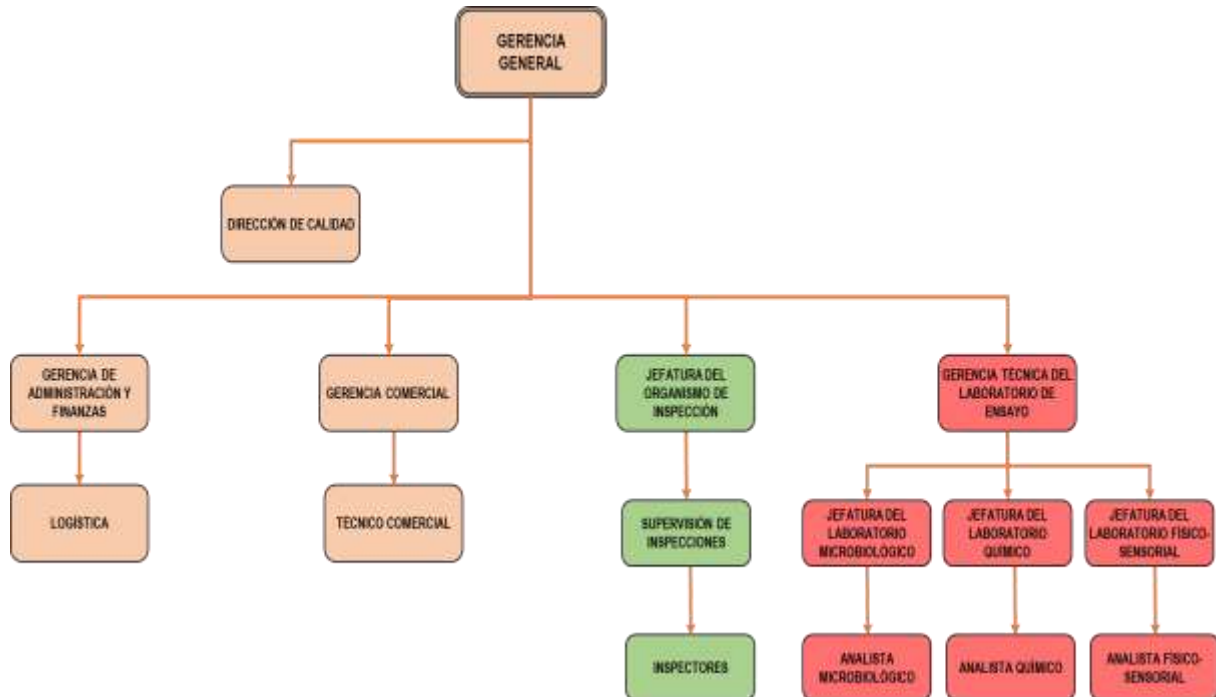 GERENCIA
GENERAL
DIRECCIÓN DE CALIDAD
GERENCIA DE
ADMINISTRACIÓN Y
FINANZAS
GERENCIA COMERCIAL
JEFATURA DEL
ORGANISMO DE
INSPECCIÓN
GERENCIA TÉCNICA DEL
LABORATORIO DE
ENSAYO
LOGÍSTICA
TÉCNICO COMERCIAL
SUPERVISIÓN DE
INSPECCIONES
JEFATURA DEL
LABORATORIO
MICROBIOLÓGICO
JEFATURA DEL
LABORATORIO
QUÍMICO
JEFATURA DEL
LABORATORIO FÍSICO-
SENSORIAL
INSPECTORES
ANALISTA
MICROBIOLÓGICO
ANALISTA QUÍMICO
ANALISTA FÍSICO-
SENSORIAL